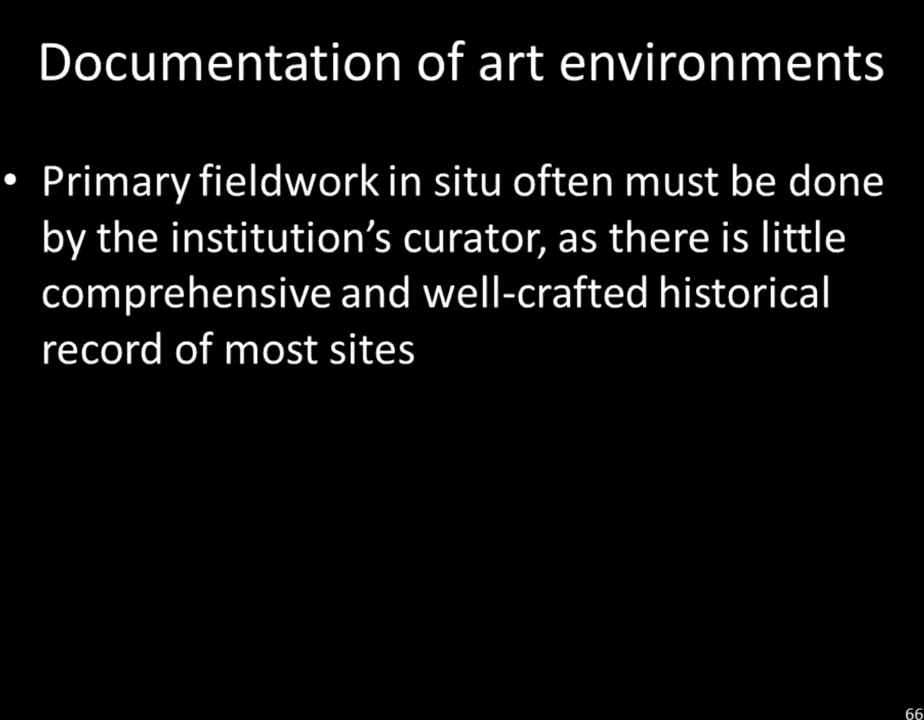 Documentation of art environments
• Primary fieldwork in situ often must be done
by the institution’s curator, as there is little
comprehensive and well-crafted historical
record of most sites
66